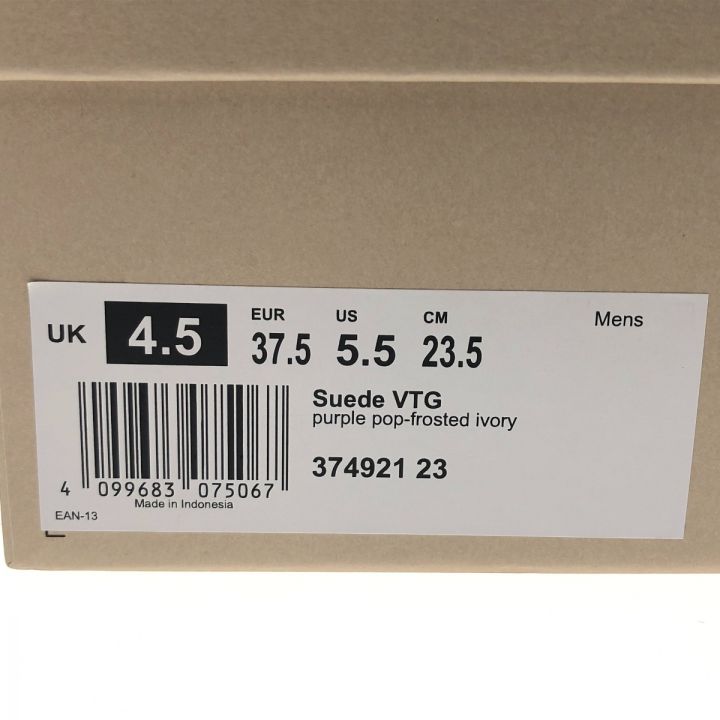 UK 4.5 EUR 37.5 US 5.5 CM 23.5 Mens
Suede VTG
purple pop-frosted ivory
374921 23
4 099683 075067
Made in Indonesia
EAN-13